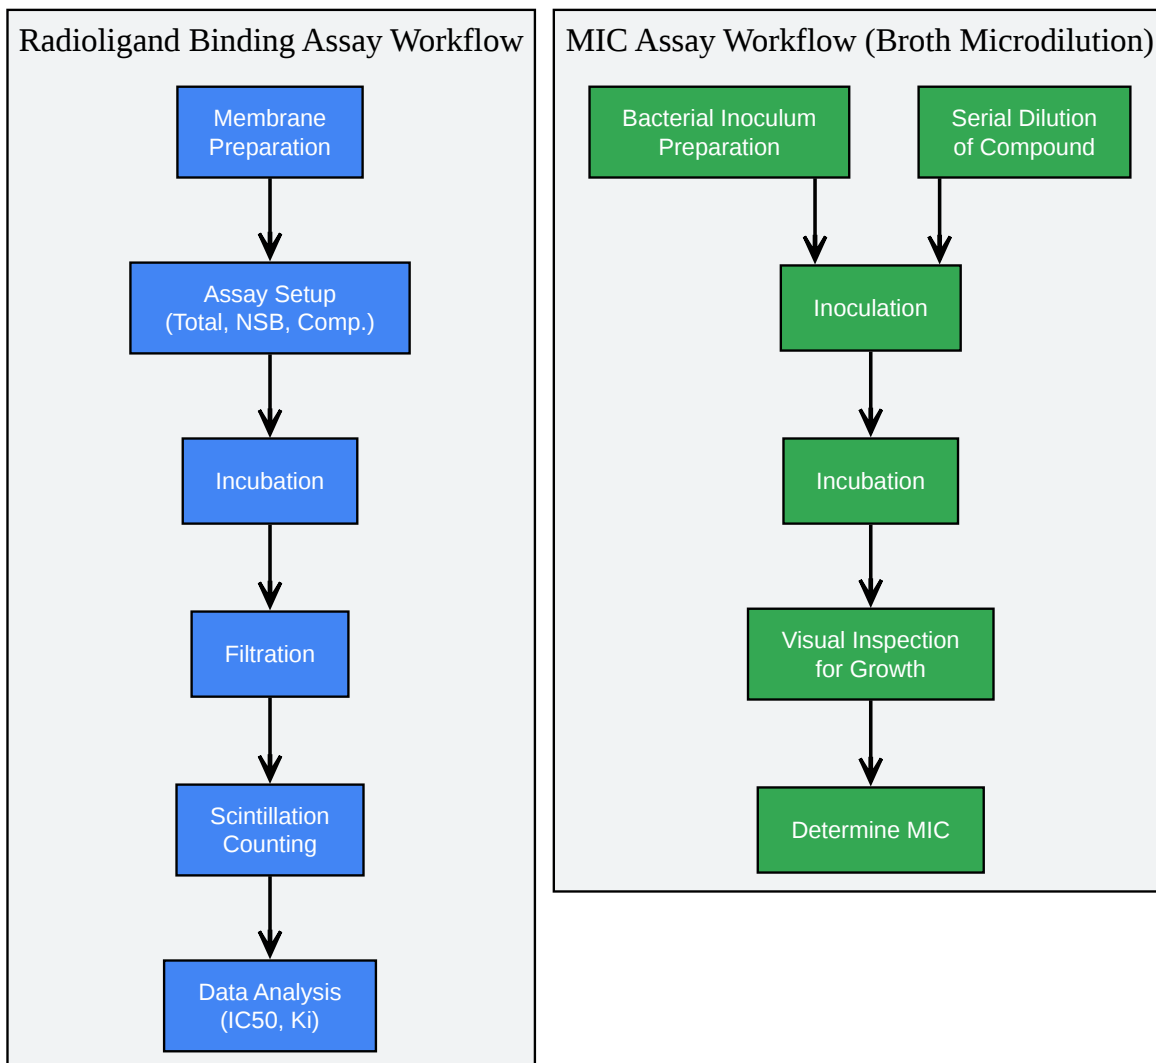 Radioligand Binding Assay Workflow
Membrane
Preparation
Assay Setup
(Total, NSB, Comp.)
Incubation
Filtration
Scintillation
Counting
Data Analysis
(IC50, Ki)
MIC Assay Workflow (Broth Microdilution)
Bacterial Inoculum
Preparation
Serial Dilution
of Compound
Inoculation
Incubation
Visual Inspection
for Growth
Determine MIC